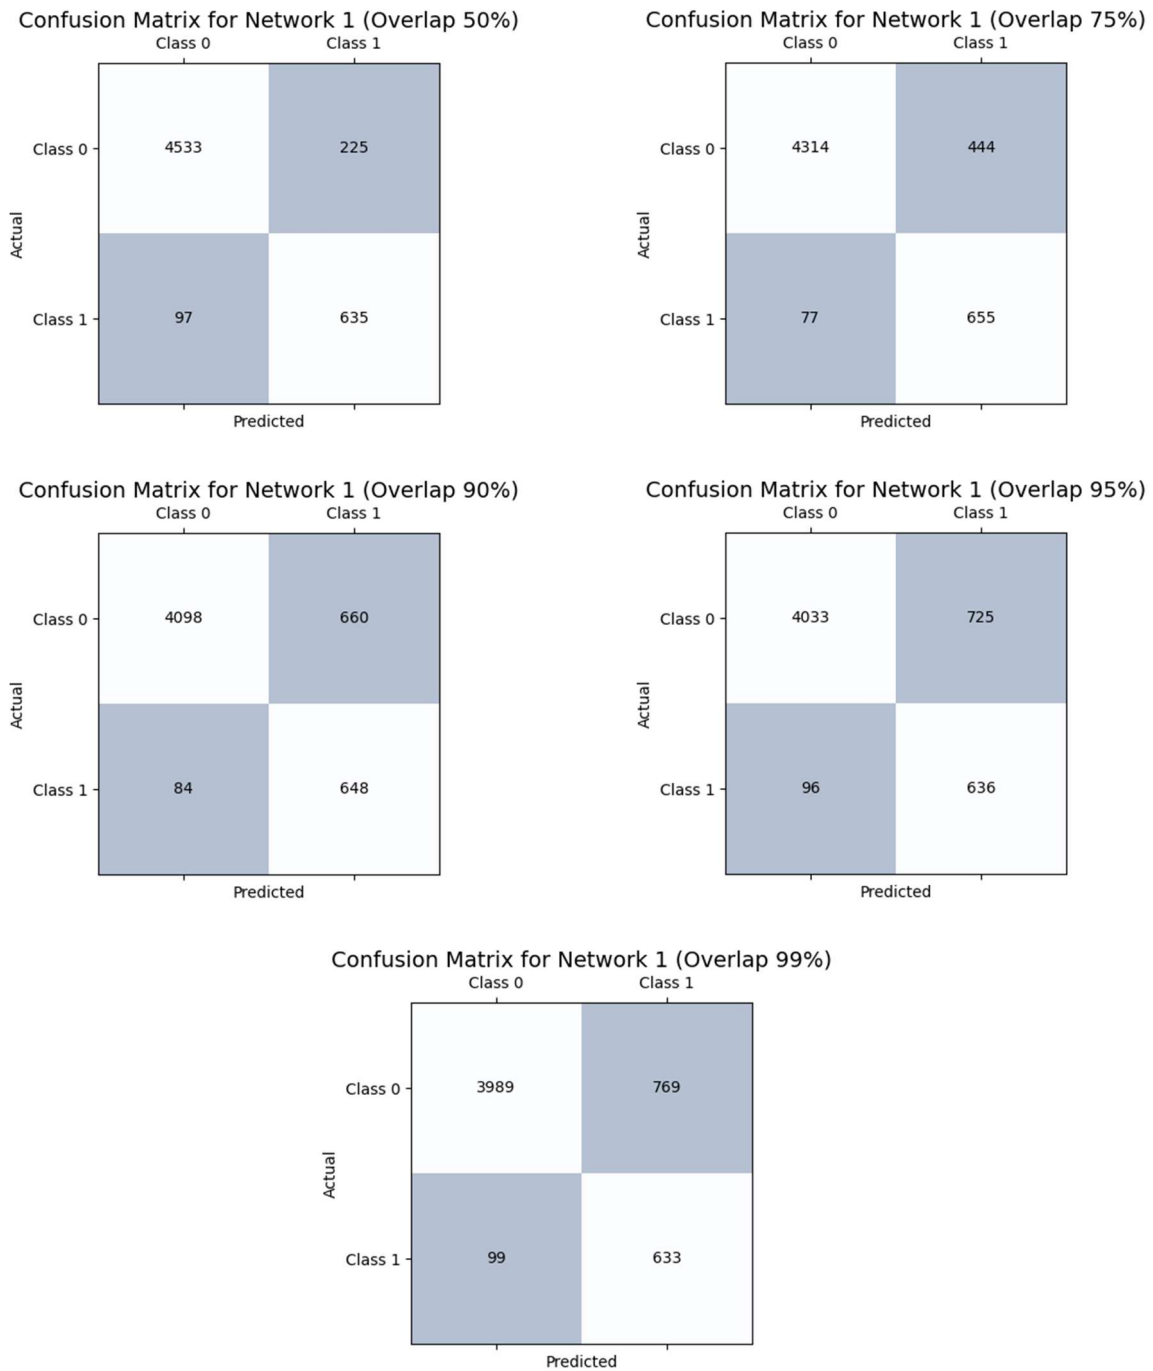 Confusion Matrix for Network 1 (Overlap 50%)
Class 0 Class 1
Class 0 4533 225
Actual
Class 1 97 635
Predicted
Confusion Matrix for Network 1 (Overlap 75%)
Class 0 Class 1
Class 0 4314 444
Actual
Class 1 77 655
Predicted
Confusion Matrix for Network 1 (Overlap 90%)
Class 0 Class 1
Class 0 4098 660
Actual
Class 1 84 648
Predicted
Confusion Matrix for Network 1 (Overlap 95%)
Class 0 Class 1
Class 0 4033 725
Actual
Class 1 96 636
Predicted
Confusion Matrix for Network 1 (Overlap 99%)
Class 0 Class 1
Class 0 3989 769
Actual
Class 1 99 633
Predicted